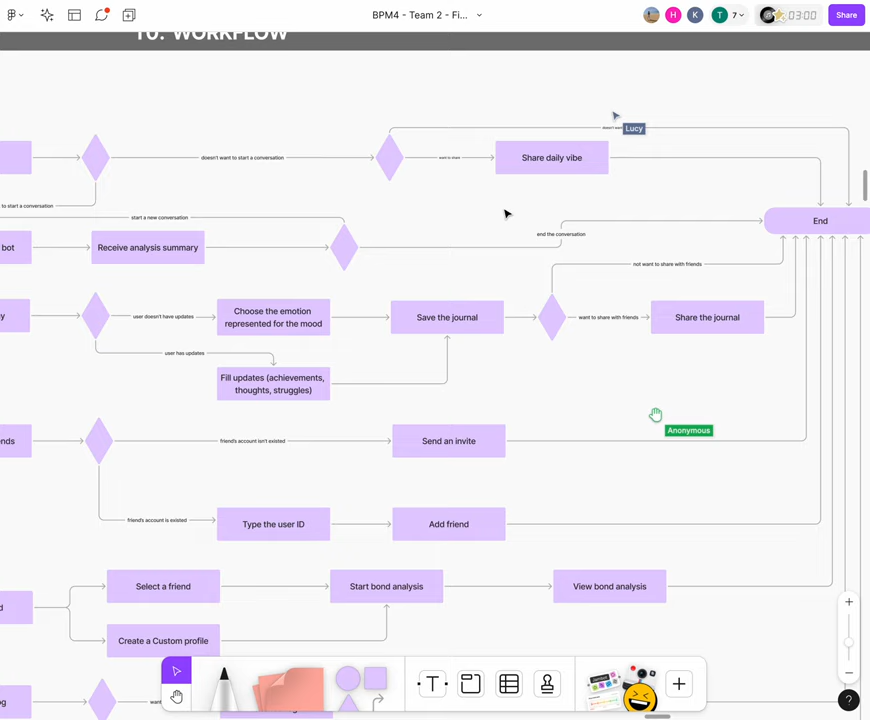 BPM4 - Team 2 - Fi...
H
K
T
7
03:00
Share
10. WORKFLOW
Lucy
doesn't want to start a conversation
want to share
Share daily vibe
to start a conversation
start a new conversation
End
end the conversation
bot
Receive analysis summary
not want to share with friends
user doesn't have updates
Choose the emotion
represented for the mood
Save the journal
want to share with friends
Share the journal
user has updates
Fill updates (achievements,
thoughts, struggles)
Anonymous
friend's account isn't existed
Send an invite
friend's account is existed
Type the user ID
Add friend
Select a friend
Start bond analysis
View bond analysis
Create a Custom profile
T
?